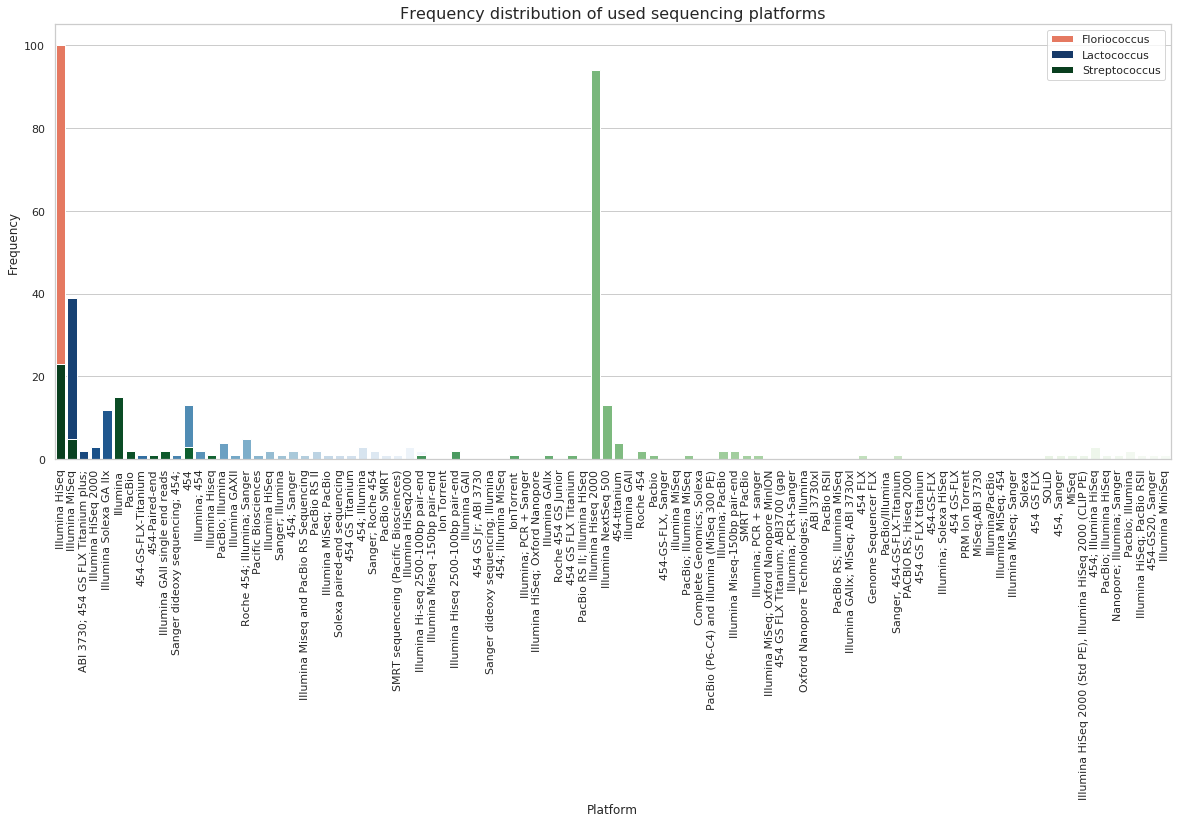 Frequency distribution of used sequencing platforms
Floriococcus
Lactococcus
Streptococcus
100
80
60
40
20
0
Frequency
Illumina HiSeq
Illumina MiSeq
ABI 3730; 454 GS FLX Titanium plus;
Illumina HiSeq 2000
Illumina Solexa GA IIx
Illumina
PacBio
454-GS-FLX-Titanium
454-Paired-end
Illumina GAII single end reads
Sanger dideoxy sequencing; 454;
454
Illumina, 454
Illumina Hiseq
PacBio; Illumina
Illumina GAXII
Roche 454; Illumina; Sanger
Pacific Biosciences
Illumina HiSeq
Sanger; Illumina
454; Sanger
Illumina Miseq and PacBio RS Sequencing
PacBio RS II
Illumina MiSeq; PacBio
Solexa paired-end sequencing
454 GS Titanium
454; Illumina
Sanger; Roche 454
PacBio SMRT
SMRT sequenceing (Pacific Biosciences)
Illumina HiSeq2000
Illumina Hi-seq 2500-100bp pair-end
Illumina Miseq -150bp pair-end
Ion Torrent
Illumina Hiseq 2500-100bp pair-end
Illumina GAII
454 GS Jr; ABI 3730
Sanger dideoxy sequencing; Illumina
454; Illumina MiSeq
IonTorrent
Illumina; PCR + Sanger
Illumina HiSeq; Oxford Nanopore
Illumina GAIIx
Roche 454 GS Junior
454 GS FLX Titanium
PacBio RS II; Illumina HiSeq
Illumina Hiseq 2000
Illumina NextSeq 500
454-titanium
illumina GAII
Roche 454
Pacbio
454-GS-FLX, Sanger
Illumina MiSeq
PacBio; Illumina MiSeq
Complete Genomics; Solexa
PacBio (P6-C4) and illumina (MiSeq 300 PE)
Illumina; PacBio
Illumina Miseq-150bp pair-end
SMRT PacBio
Illumina; PCR + sanger
Illumina MiSeq; Oxford Nanopore MinION
454 GS FLX Titanium; ABI3700 (gap
Illumina; PCR+Sanger
Oxford Nanopore Technologies; Illumina
ABI 3730xl
PacBio RSII
PacBio RS; Illumina MiSeq
Illumina GAIIx; MiSeq; ABI 3730xl
454 FLX
Genome Sequencer FLX
PacBio/Illumina
Sanger, 454-GS-FLX-Titanium
PACBIO RS; Hiseq 2000
454 GS FLX titanium
454-GS-FLX
Illumina; Solexa HiSeq
454 GS-FLX
PRM Ion Torren
MiSeq;ABI 3730
Illumina/PacBio
Illumina MiSeq; 454
Illumina MiSeq; Sanger
Solexa
454 GS FLX
SOLiD
454, Sanger
MiSeq
Illumina HiSeq 2000 (Std PE), Illumina HiSeq 2000 (CLIP PE)
454; Illumina HiSeq
PacBio; Illumina HiSeq
Nanopore; Illumina; Sanger
Pacbio; Illumina
Illumina HiSeq; PacBio RSII
454-GS20, Sanger
Illumina MiniSeq
Platform